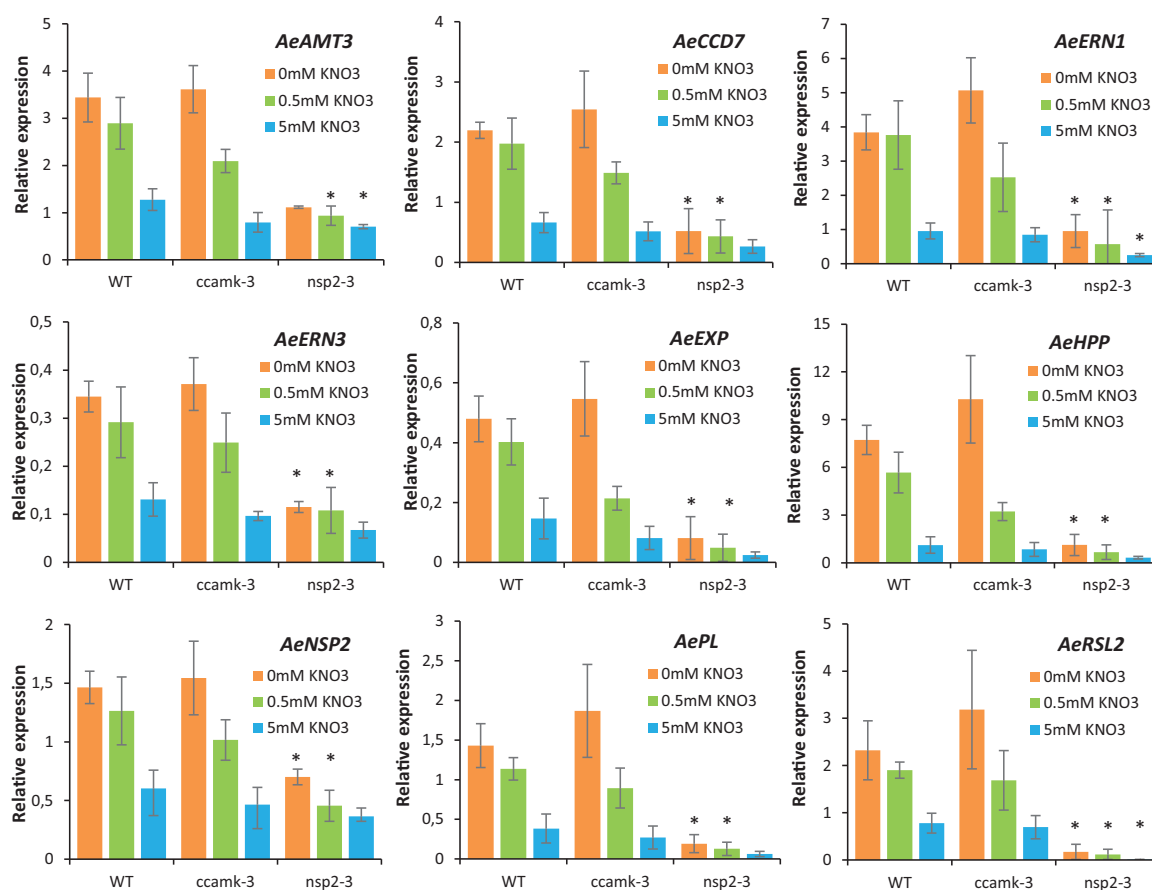 AeAMT3
Relative expression
5
4
3
2
1
0
0mM KNO3
0.5mM KNO3
5mM KNO3
* *
WT ccamk-3 nsp2-3
AeCCD7
Relative expression
4
3
2
1
0
0mM KNO3
0.5mM KNO3
5mM KNO3
* *
WT ccamk-3 nsp2-3
AeERN1
Relative expression
7
6
5
4
3
2
1
0
0mM KNO3
0.5mM KNO3
5mM KNO3
* * *
WT ccamk-3 nsp2-3
AeERN3
Relative expression
0,5
0,4
0,3
0,2
0,1
0
0mM KNO3
0.5mM KNO3
5mM KNO3
* *
WT ccamk-3 nsp2-3
AeEXP
Relative expression
0,8
0,6
0,4
0,2
0
0mM KNO3
0.5mM KNO3
5mM KNO3
* *
WT ccamk-3 nsp2-3
AeHPP
Relative expression
15
12
9
6
3
0
0mM KNO3
0.5mM KNO3
5mM KNO3
* *
WT ccamk-3 nsp2-3
AeNSP2
Relative expression
2
1,5
1
0,5
0
0mM KNO3
0.5mM KNO3
5mM KNO3
* *
WT ccamk-3 nsp2-3
AePL
Relative expression
3
2,5
2
1,5
1
0,5
0
0mM KNO3
0.5mM KNO3
5mM KNO3
* *
WT ccamk-3 nsp2-3
AeRSL2
Relative expression
5
4
3
2
1
0
0mM KNO3
0.5mM KNO3
5mM KNO3
* * *
WT ccamk-3 nsp2-3